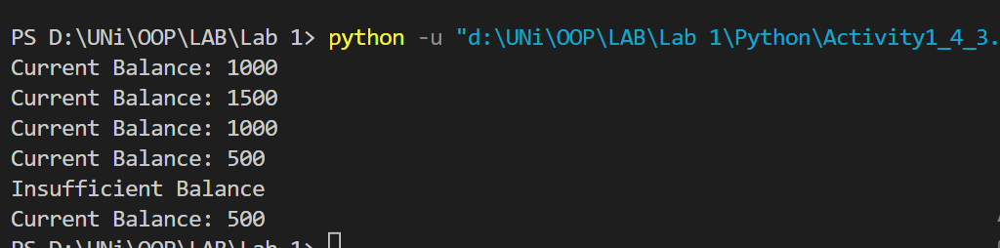 PS D:\UNi\OOP\LAB\Lab 1> python -u "d:\UNi\OOP\LAB\Lab 1\Python\Activity1_4_3.
Current Balance: 1000
Current Balance: 1500
Current Balance: 1000
Current Balance: 500
Insufficient Balance
Current Balance: 500
PS D:\UNi\OOP\LAB\Lab 1>